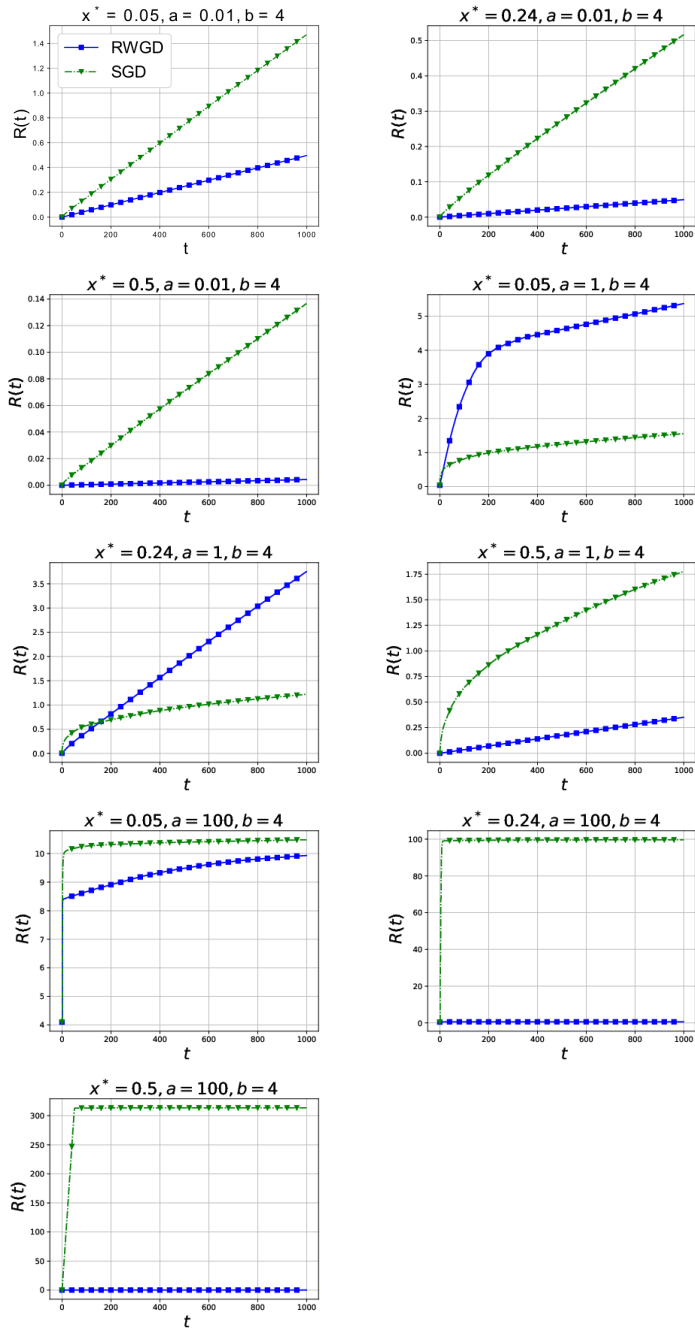 x* = 0.05, a = 0.01, b = 4
R(t)
1.4
1.2
1.0
0.8
0.6
0.4
0.2
0.0
RWGD
SGD
0 200 400 600 800 1000
t
x* = 0.24, a = 0.01, b = 4
R(t)
0.5
0.4
0.3
0.2
0.1
0.0
0 200 400 600 800 1000
t
x* = 0.5, a = 0.01, b = 4
R(t)
0.14
0.12
0.10
0.08
0.06
0.04
0.02
0.00
0 200 400 600 800 1000
t
x* = 0.05, a = 1, b = 4
R(t)
5
4
3
2
1
0
0 200 400 600 800 1000
t
x* = 0.24, a = 1, b = 4
R(t)
3.5
3.0
2.5
2.0
1.5
1.0
0.5
0.0
0 200 400 600 800 1000
t
x* = 0.5, a = 1, b = 4
R(t)
1.75
1.50
1.25
1.00
0.75
0.50
0.25
0.00
0 200 400 600 800 1000
t
x* = 0.05, a = 100, b = 4
R(t)
10
9
8
7
6
5
4
0 200 400 600 800 1000
t
x* = 0.24, a = 100, b = 4
R(t)
100
80
60
40
20
0
0 200 400 600 800 1000
t
x* = 0.5, a = 100, b = 4
R(t)
300
250
200
150
100
50
0
0 200 400 600 800 1000
t